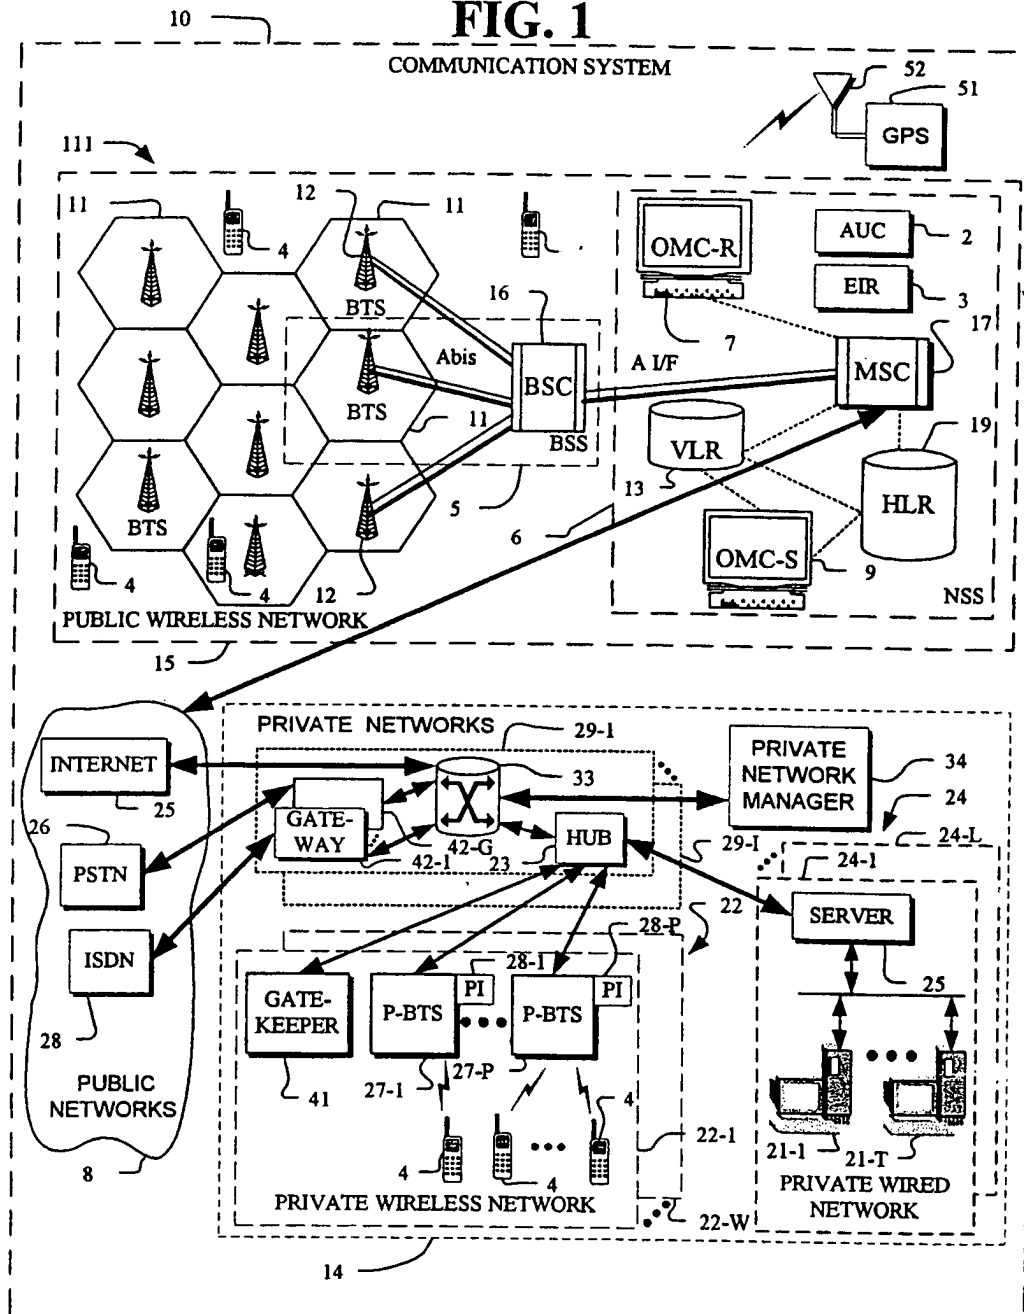 FIG. 1
10
COMMUNICATION SYSTEM
52
51
GPS
111
11
12
11
4
BTS
16
OMC-R
AUC
2
EIR
3
7
17
Abis
A I/F
BTS
11
BSC
BSS
MSC
VLR
13
19
HLR
5
6
OMC-S
9
BTS
4
4
12
NSS
PUBLIC WIRELESS NETWORK
15
PRIVATE NETWORKS
29-1
INTERNET
25
33
PRIVATE
NETWORK
MANAGER
34
26
PSTN
GATE-
WAY
42-G
42-1
23
HUB
29-I
24
24-L
24-1
ISDN
28
22
28-P
SERVER
25
GATE-
KEEPER
41
28-1
PI
P-BTS
PI
P-BTS
27-1
27-P
PUBLIC
NETWORKS
8
4
4
4
22-1
21-1
21-T
PRIVATE WIRELESS NETWORK
22-W
PRIVATE WIRED
NETWORK
14